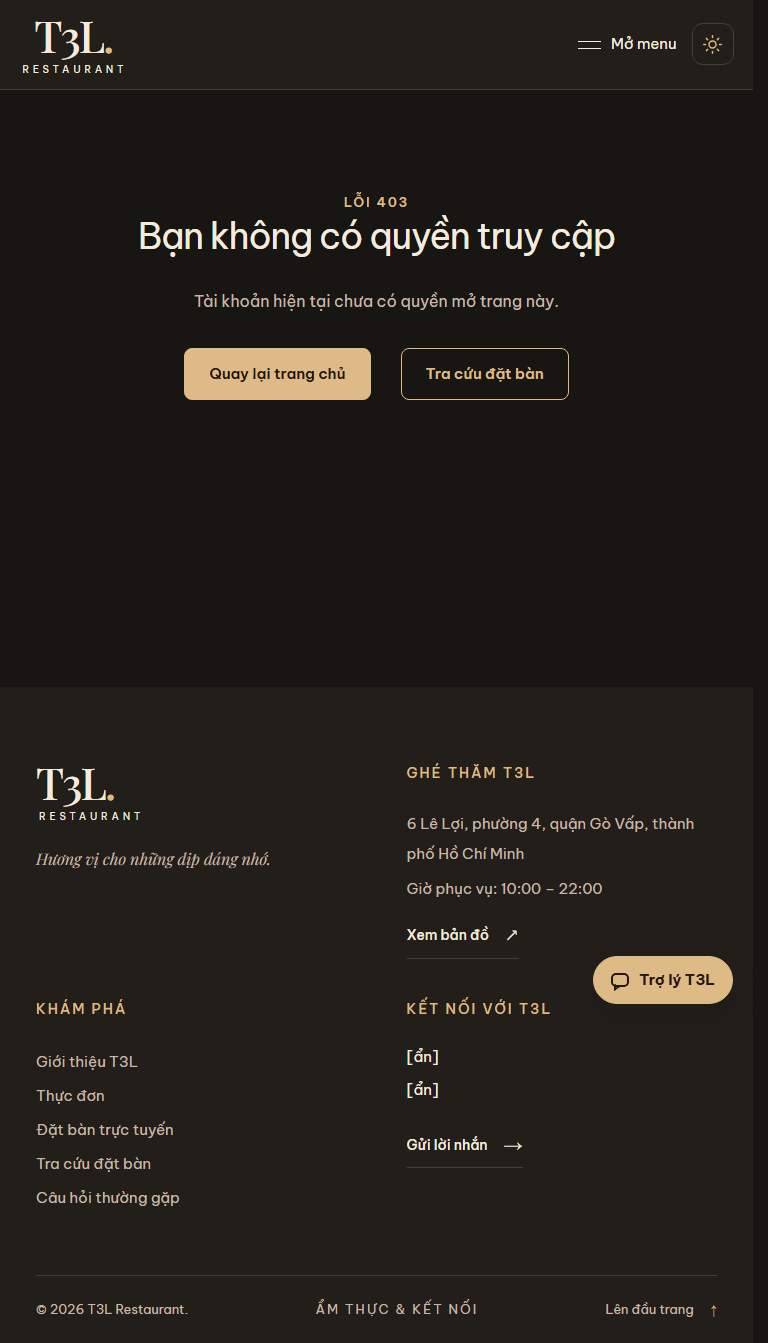 T3L.
RESTAURANT
Mở menu
LỖI 403
Bạn không có quyền truy cập
Tài khoản hiện tại chưa có quyền mở trang này.
Quay lại trang chủ
Tra cứu đặt bàn
T3L.
RESTAURANT
Hương vị cho những dịp đáng nhớ.
GHÉ THĂM T3L
6 Lê Lợi, phường 4, quận Gò Vấp, thành
phố Hồ Chí Minh
Giờ phục vụ: 10:00 – 22:00
Xem bản đồ ↗
Trợ lý T3L
KHÁM PHÁ
Giới thiệu T3L
Thực đơn
Đặt bàn trực tuyến
Tra cứu đặt bàn
Câu hỏi thường gặp
KẾT NỐI VỚI T3L
[ẩn]
[ẩn]
Gửi lời nhắn →
© 2026 T3L Restaurant.
ẨM THỰC & KẾT NỐI
Lên đầu trang ↑